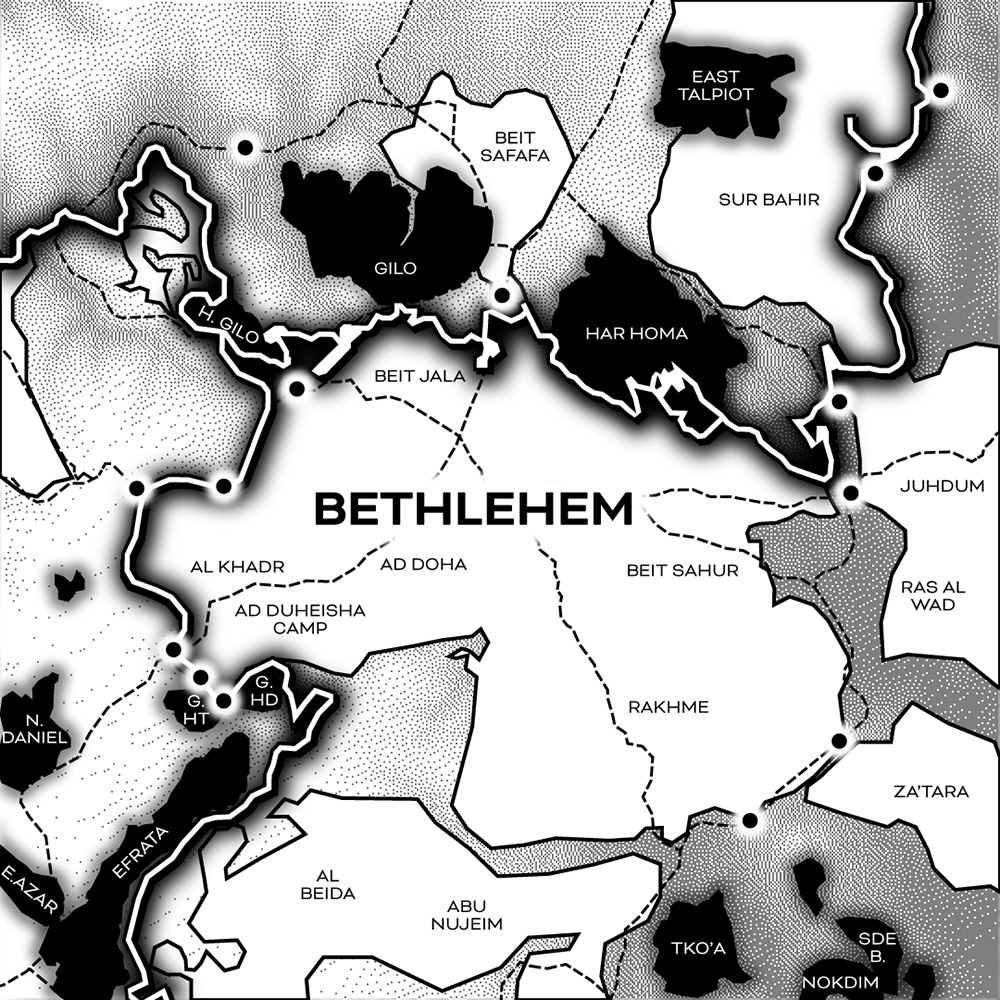 EAST
TALPIOT
BEIT
SAFAFA
SUR BAHIR
GILO
H. GILO
HAR HOMA
BEIT JALA
JUHDUM
BETHLEHEM
AL KHADR
AD DOHA
BEIT SAHUR
RAS AL
WAD
AD DUHEISHA
CAMP
G.
HD
G.
HT
N.
DANIEL
RAKHME
ZA'TARA
EFRATA
E.AZAR
AL
BEIDA
ABU
NUJEIM
TKO'A
SDE
B.
NOKDIM